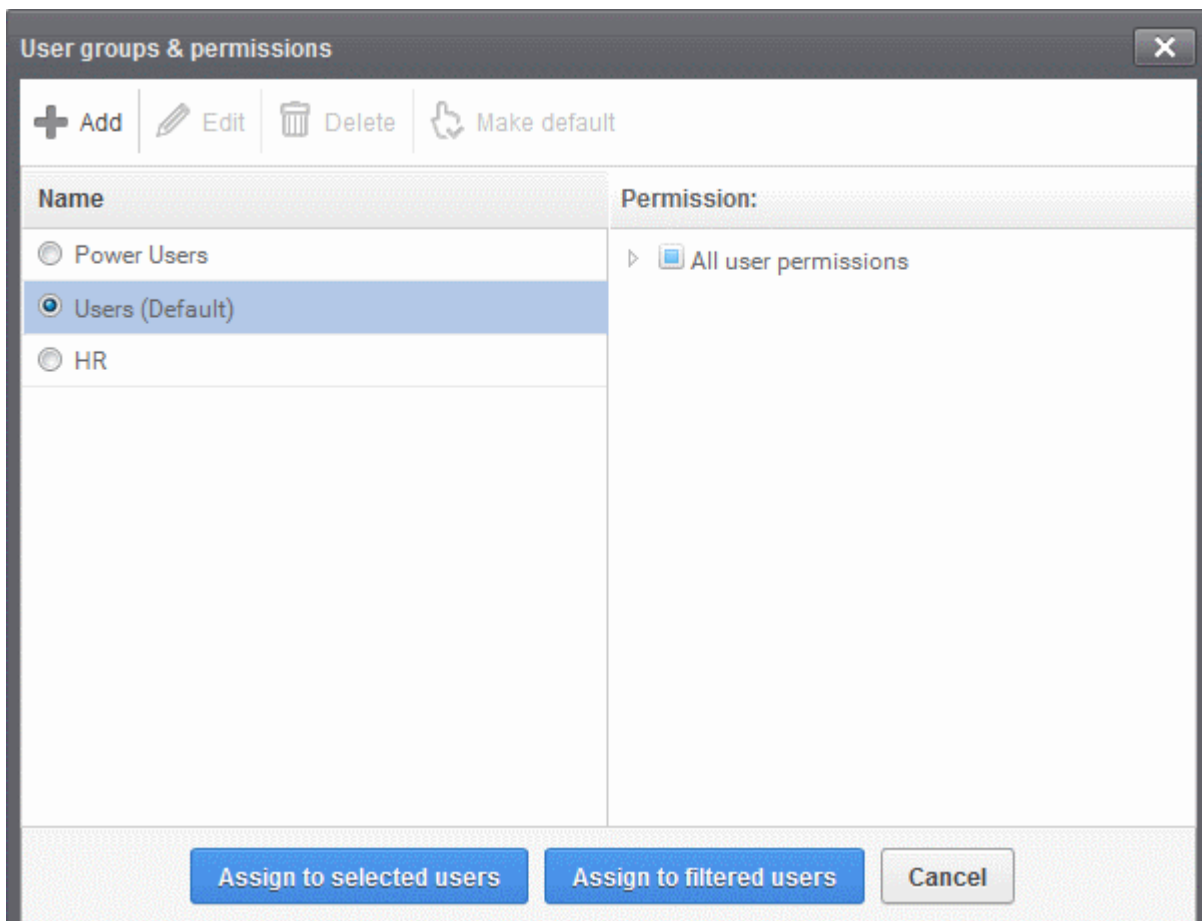 User groups & permissions
Add Edit Delete Make default
Name Permission:
Power Users All user permissions
Users (Default)
HR
Assign to selected users Assign to filtered users Cancel